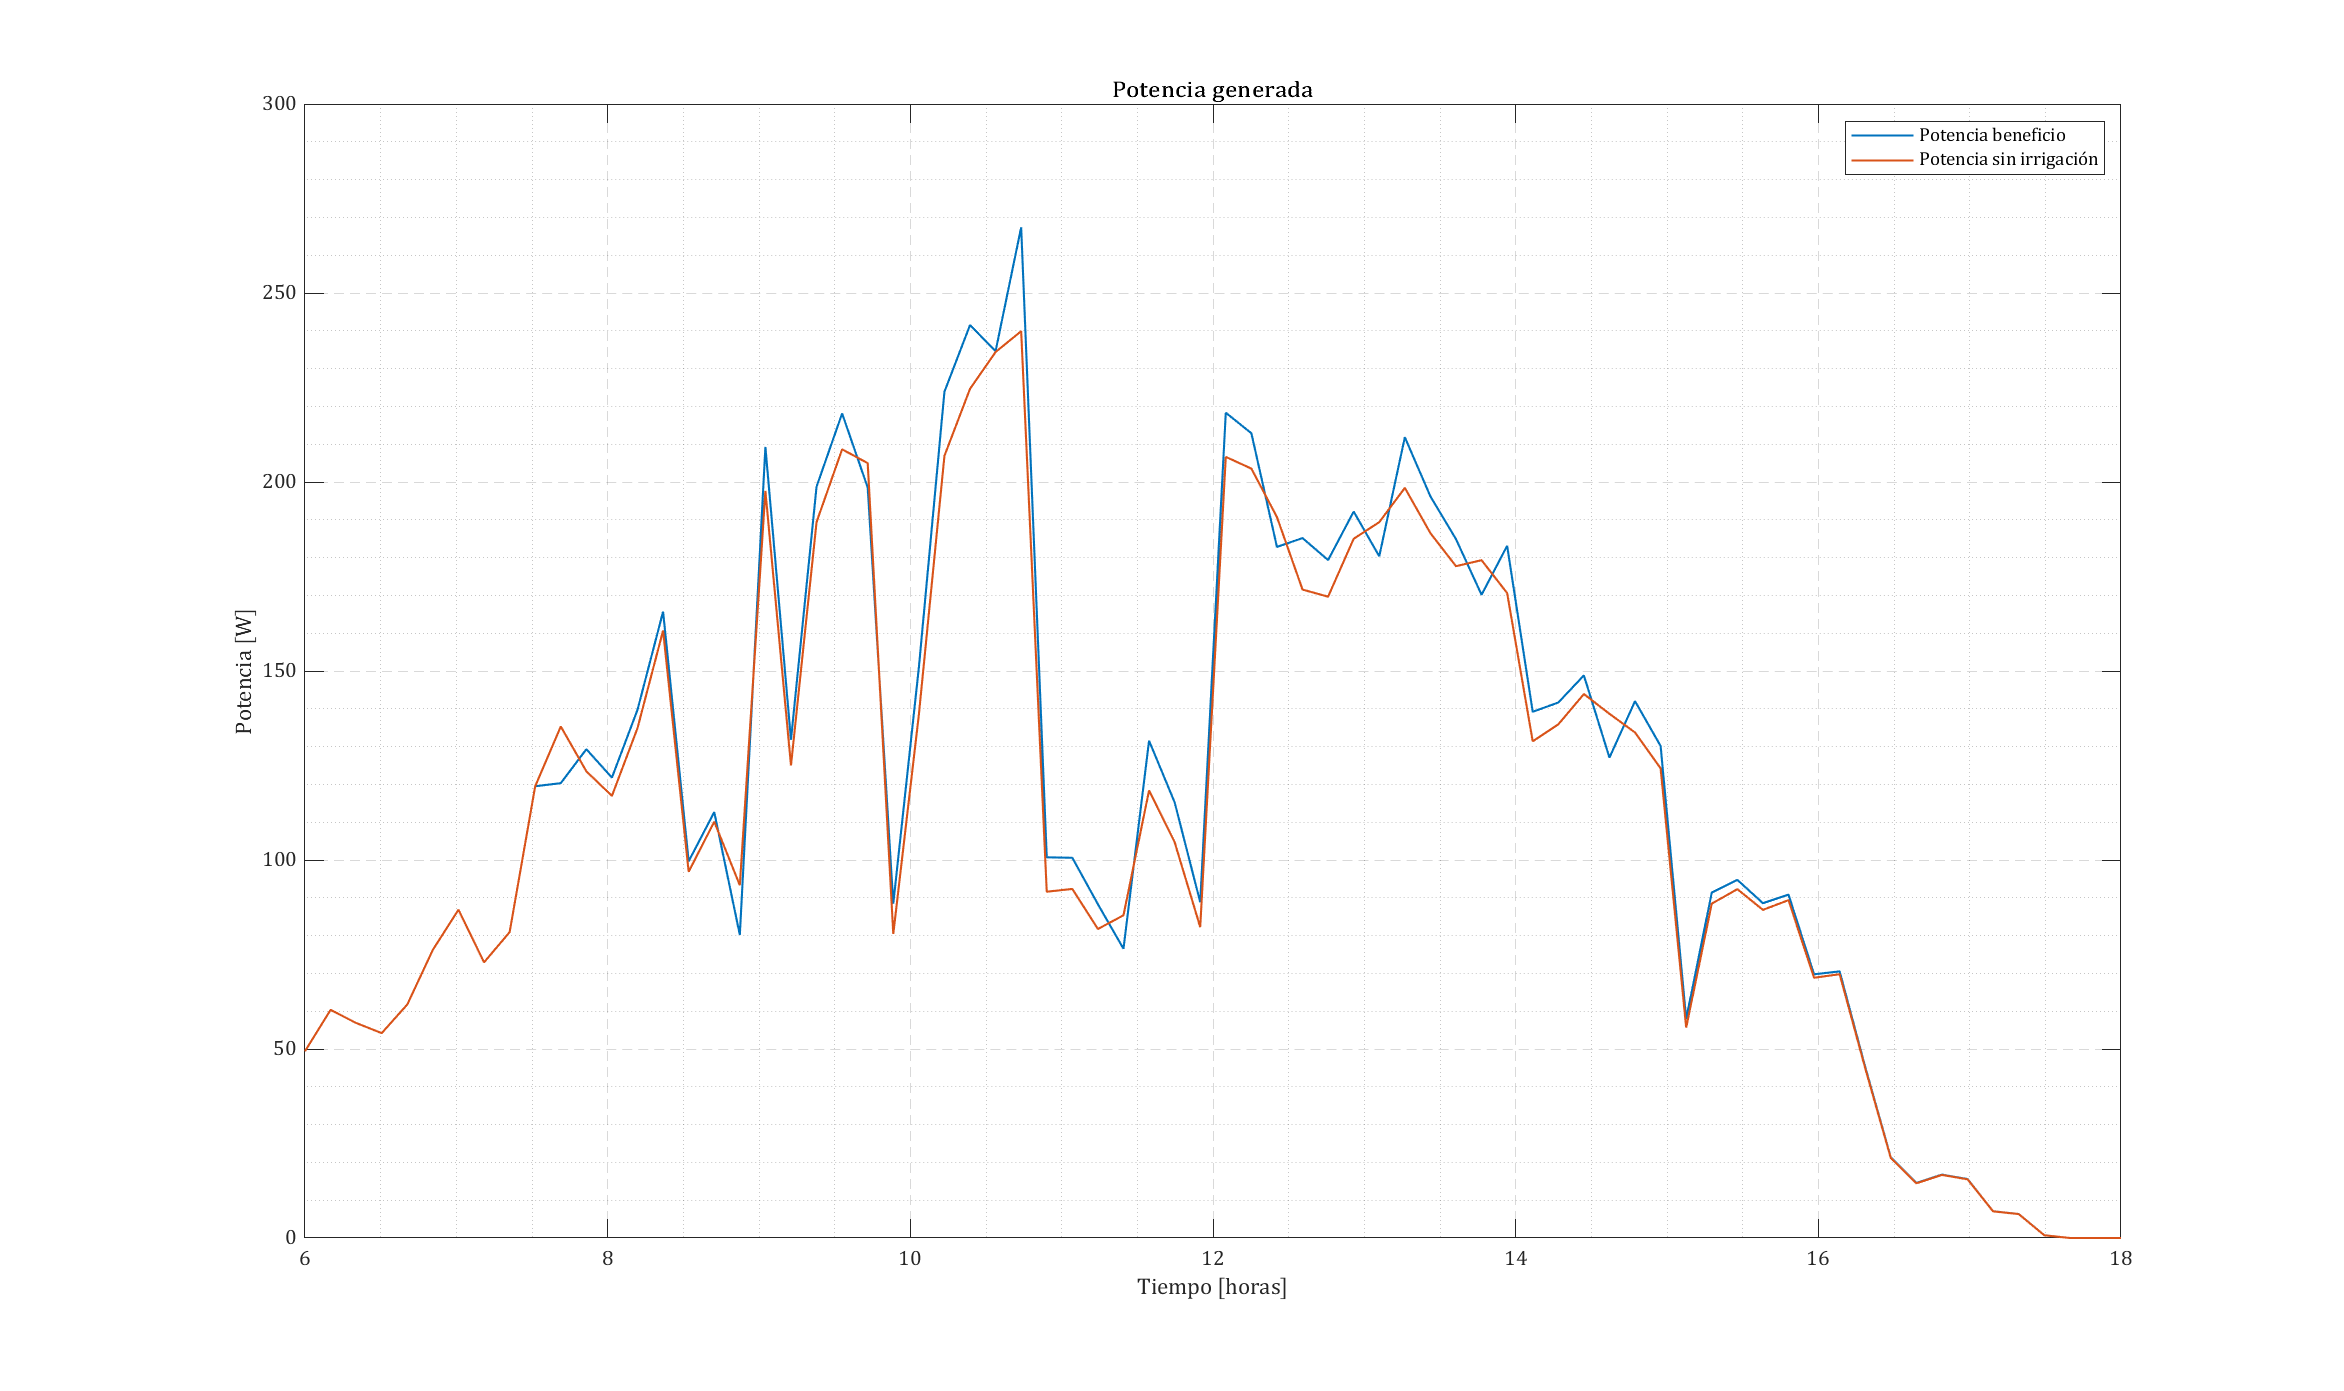 Potencia generada
300
250
200
150
100
50
0
Potencia [W]
Potencia beneficio
Potencia sin irrigación
6 8 10 12 14 16 18
Tiempo [horas]